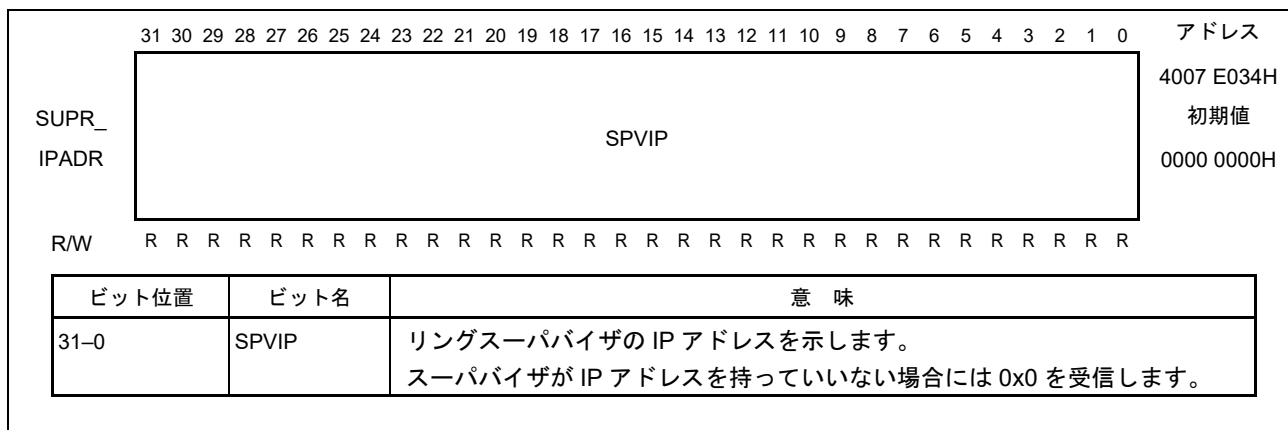 31 30 29 28 27 26 25 24 23 22 21 20 19 18 17 16 15 14 13 12 11 10 9 8 7 6 5 4 3 2 1 0 アドレス
4007 E034H
SUPR_ 初期値
SPVIP
IPADR 0000 0000H
R/W R R R R R R R R R R R R R R R R R R R R R R R R R R R R R R R R
ビット位置 ビット名 意 味
31–0 SPVIP リングスーパバイザの IP アドレスを示します。
スーパバイザが IP アドレスを持っていいない場合には 0x0 を受信します。